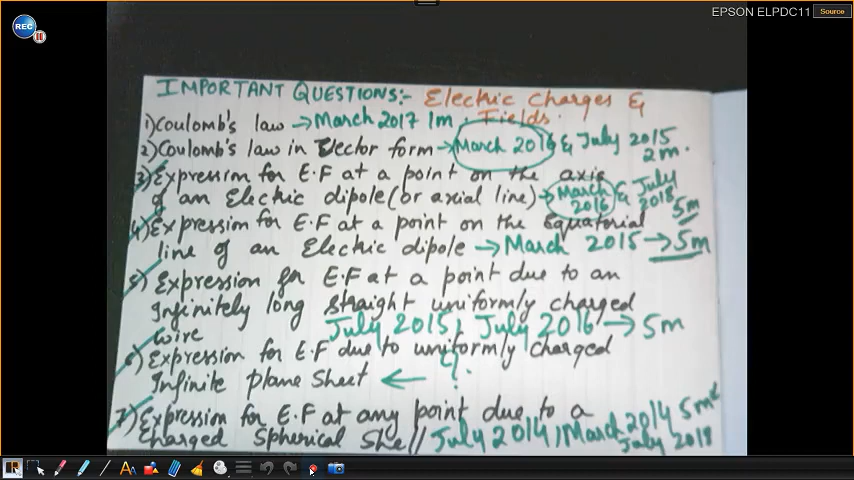 EPSON ELPDC11 Source
REC
IMPORTANT QUESTIONS:- Electric Charges &
Fields.
1) Coulomb's law → March 2017 1m.
2) Coulomb's law in Vector form → March 2016 & July 2015
2m.
3) Expression for E.F at a point on the axis
of an Electric dipole (or axial line) → March 2016 & July 2018 5m
4) Expression for E.F at a point on the Equatorial
line of an Electric dipole → March 2015 → 5m
5) Expression for E.F at a point due to an
Infinitely long straight uniformly charged
wire July 2015, July 2016 → 5m
6) Expression for E.F due to uniformly charged
Infinite plane Sheet ← ?
7) Expression for E.F at any point due to a
Charged Spherical Shell July 2014, March 2014 5m
July 2018